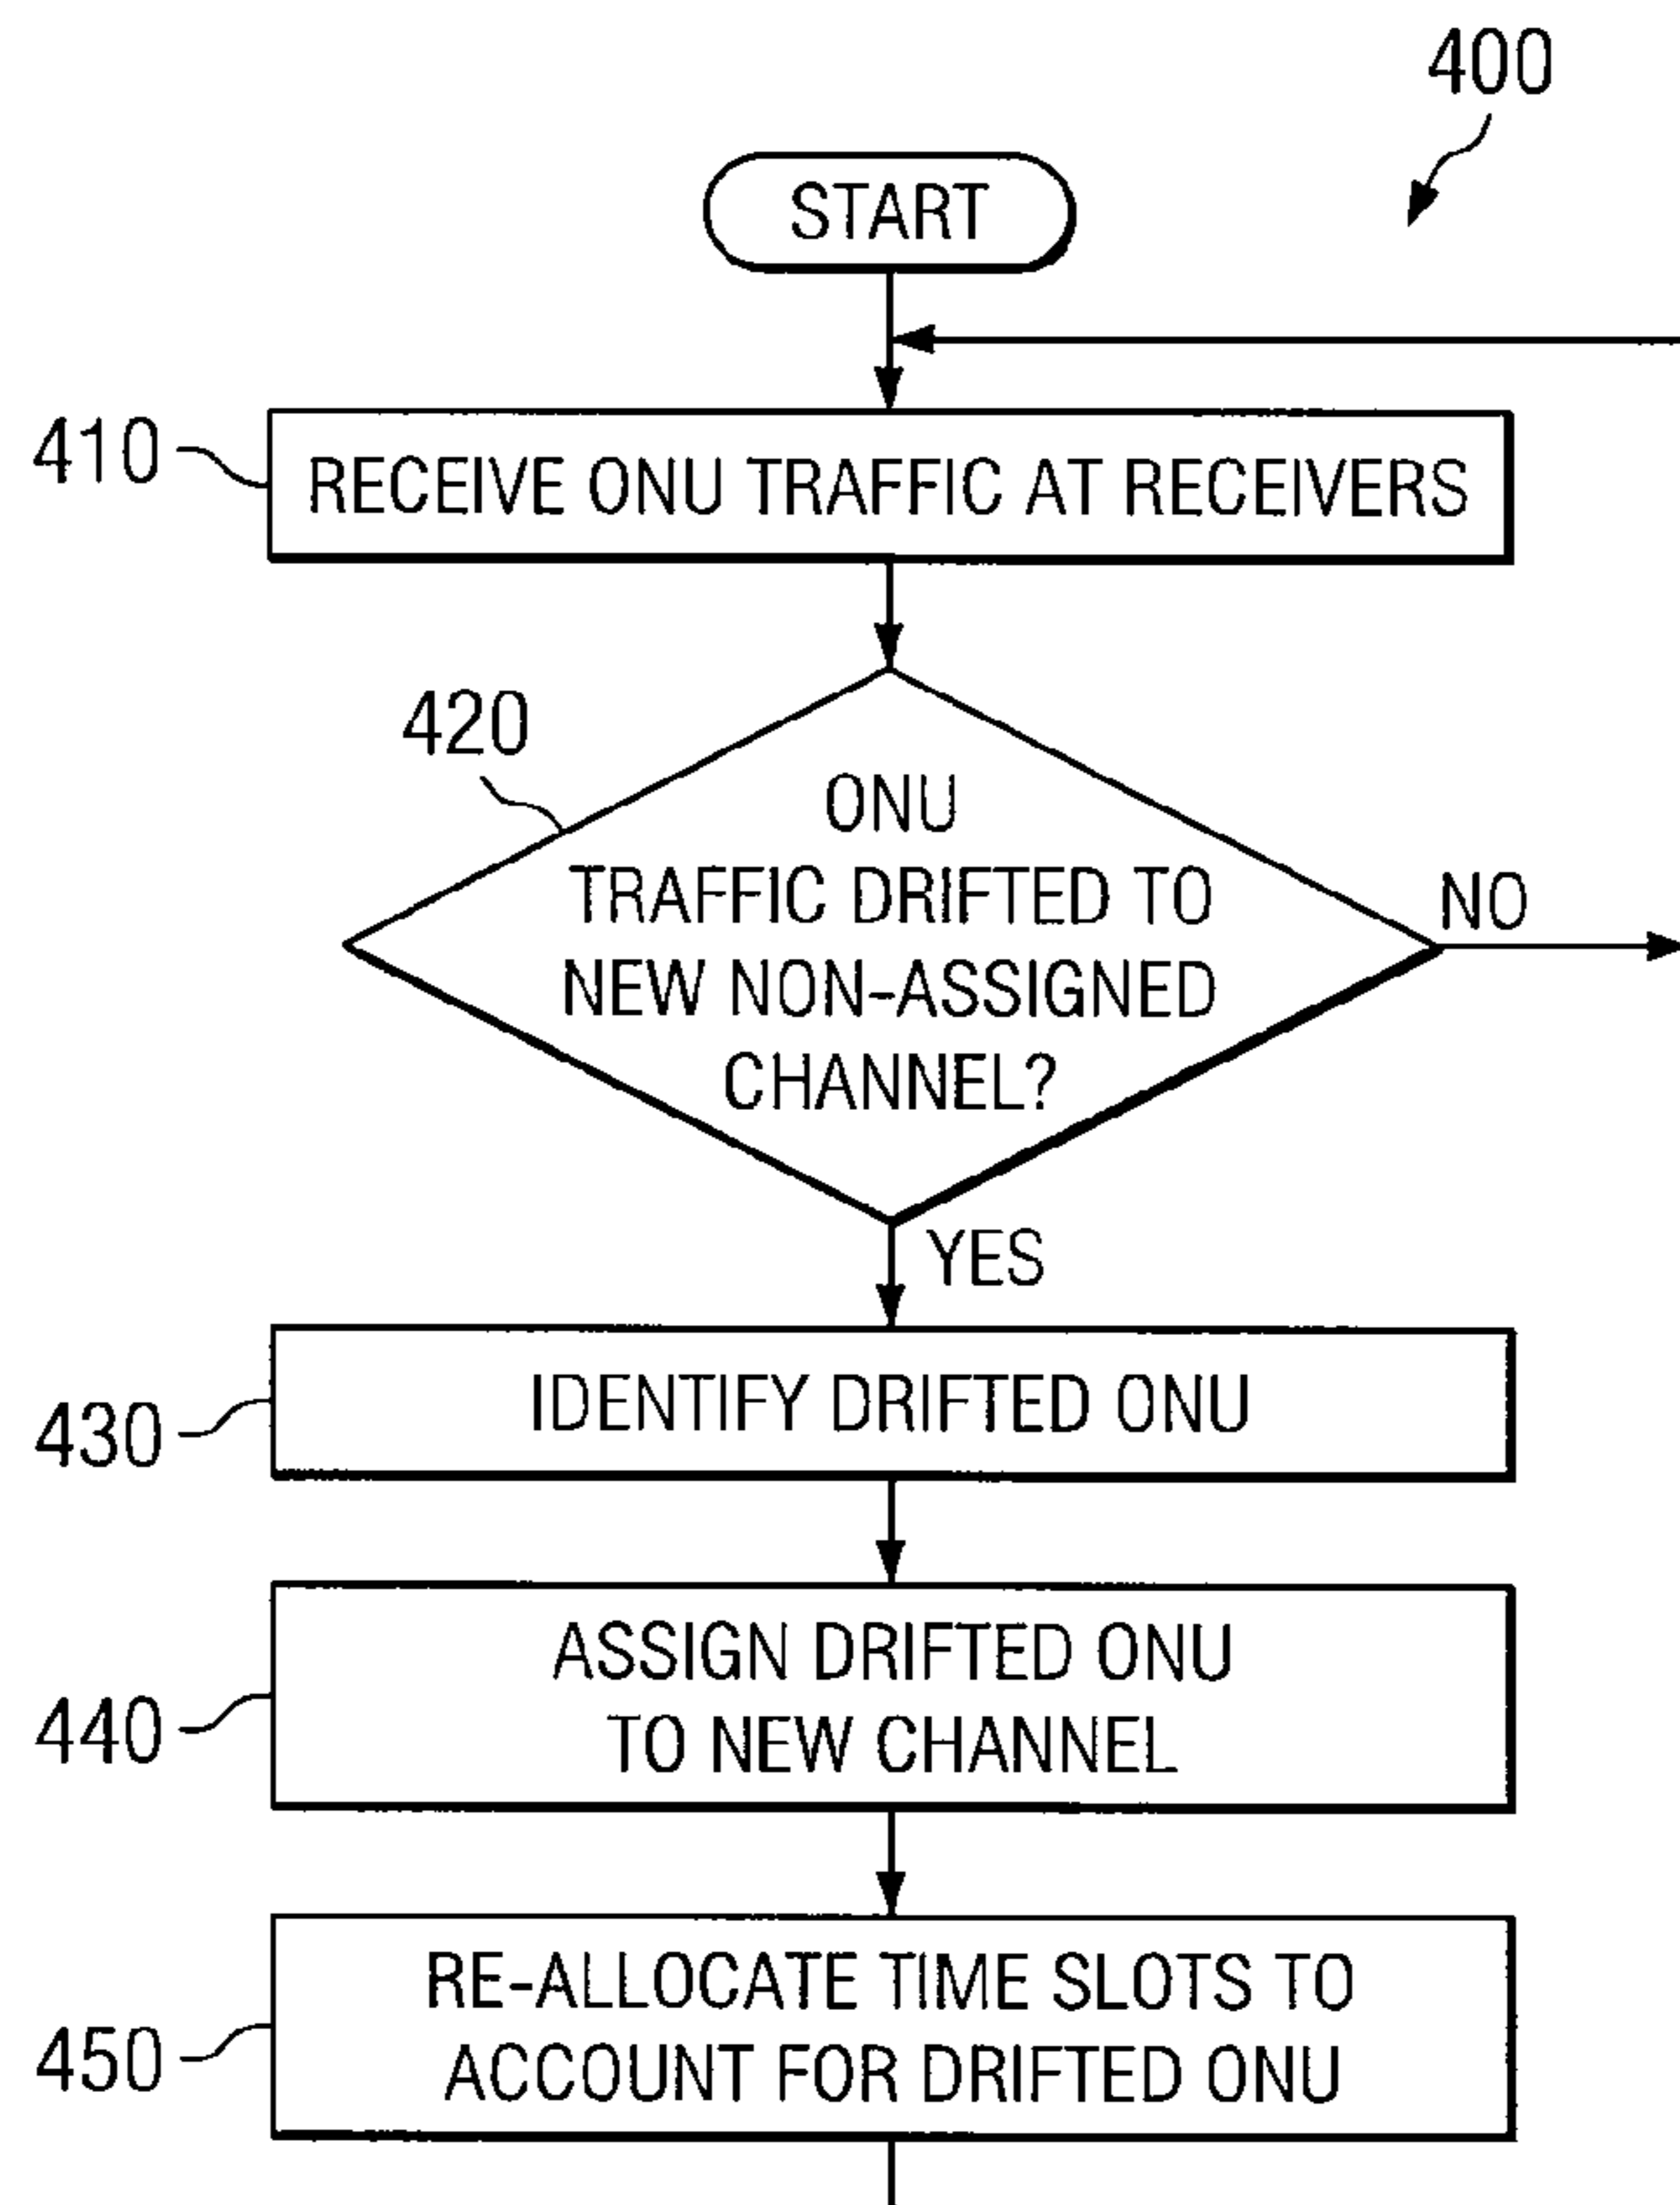 400
START
410
RECEIVE ONU TRAFFIC AT RECEIVERS
420
ONU
TRAFFIC DRIFTED TO
NEW NON-ASSIGNED
CHANNEL?
NO
YES
430
IDENTIFY DRIFTED ONU
440
ASSIGN DRIFTED ONU
TO NEW CHANNEL
450
RE-ALLOCATE TIME SLOTS TO
ACCOUNT FOR DRIFTED ONU